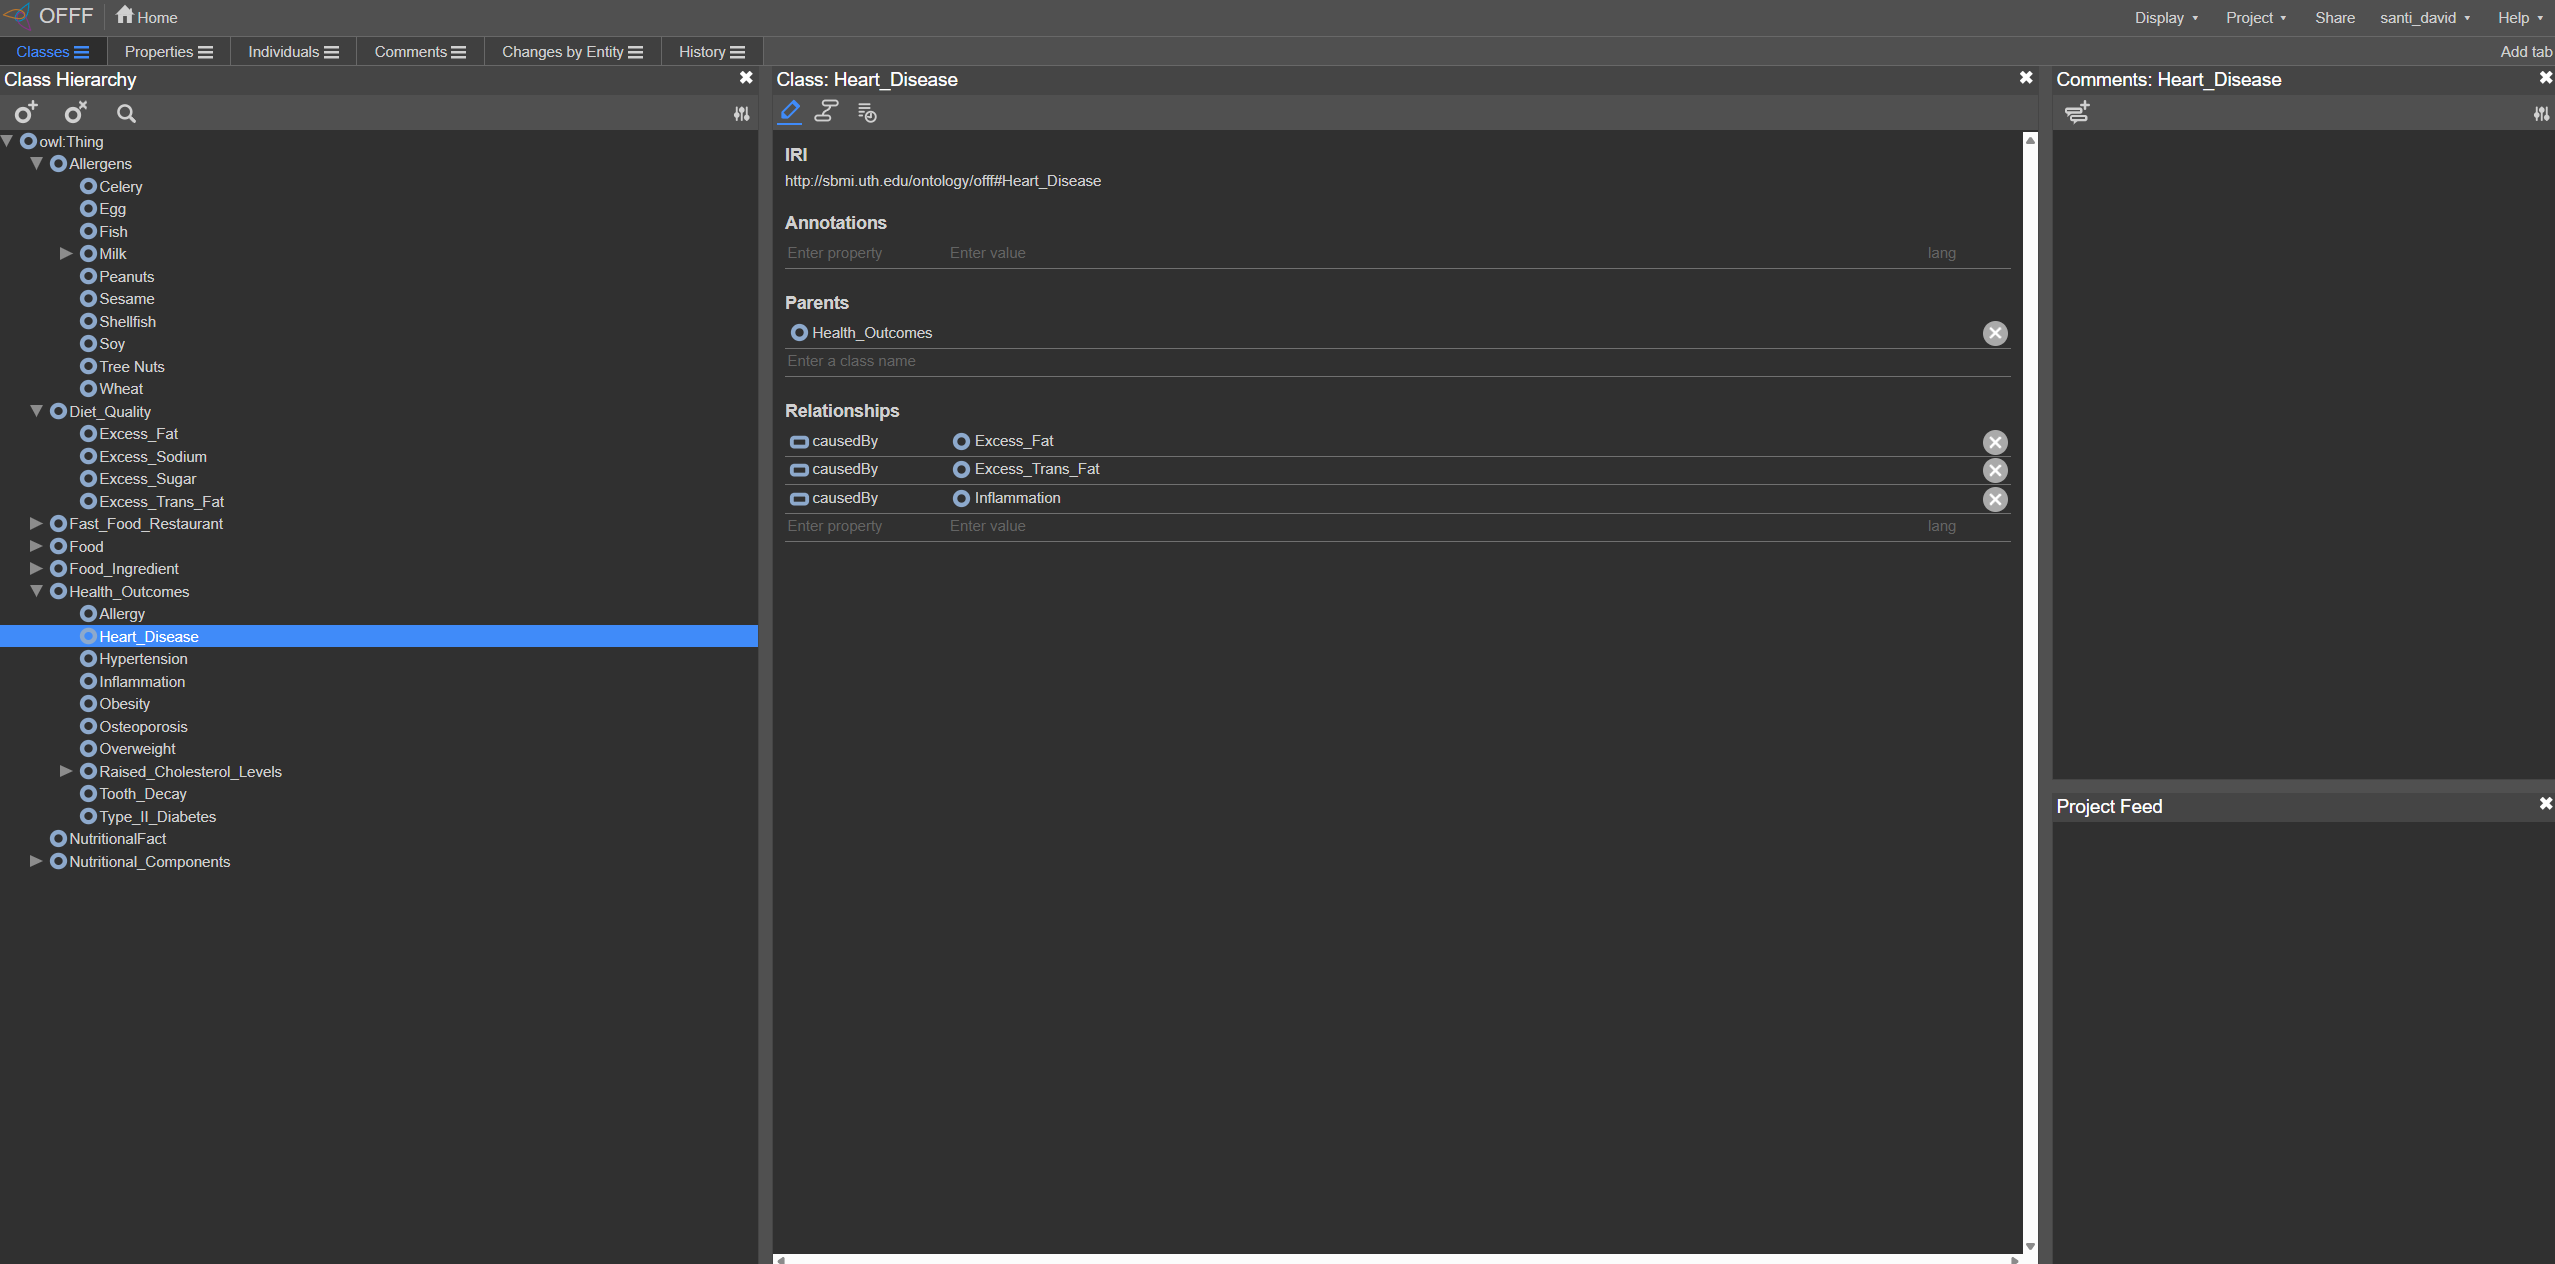 OFFF Home Display Project Share santi_david Help
Classes Properties Individuals Comments Changes by Entity History Add tab
Class Hierarchy
owl:Thing
Allergens
Celery
Egg
Fish
Milk
Peanuts
Sesame
Shellfish
Soy
Tree Nuts
Wheat
Diet_Quality
Excess_Fat
Excess_Sodium
Excess_Sugar
Excess_Trans_Fat
Fast_Food_Restaurant
Food
Food_Ingredient
Health_Outcomes
Allergy
Heart_Disease
Hypertension
Inflammation
Obesity
Osteoporosis
Overweight
Raised_Cholesterol_Levels
Tooth_Decay
Type_II_Diabetes
NutritionalFact
Nutritional_Components
Class: Heart_Disease
IRI
http://sbmi.uth.edu/ontology/offf#Heart_Disease
Annotations
Enter property Enter value lang
Parents
Health_Outcomes
Enter a class name
Relationships
causedBy Excess_Fat
causedBy Excess_Trans_Fat
causedBy Inflammation
Enter property Enter value lang
Comments: Heart_Disease
Project Feed